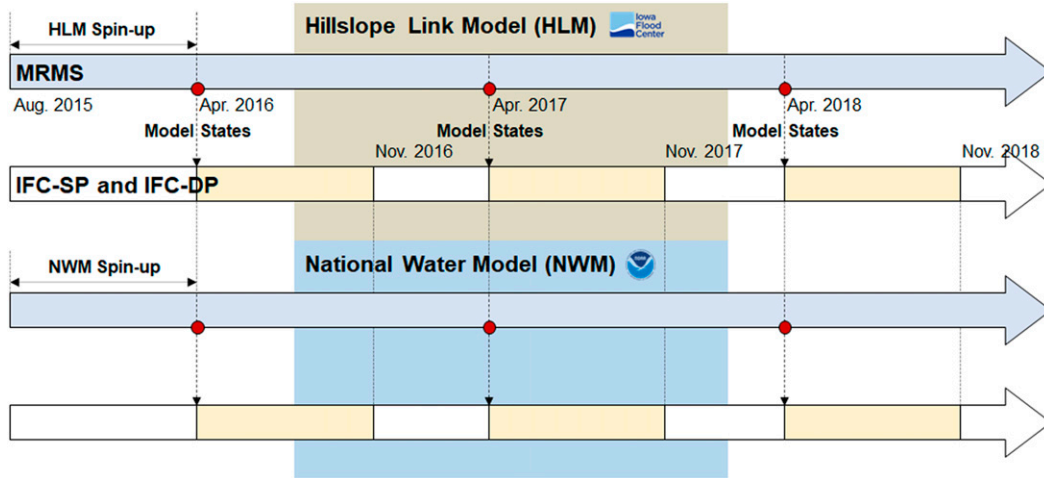 HLM Spin-up
Hillslope Link Model (HLM)
Iowa
Flood
Center
MRMS
Aug. 2015
Apr. 2016
Apr. 2017
Apr. 2018
Model States
Model States
Model States
Nov. 2016
Nov. 2017
Nov. 2018
IFC-SP and IFC-DP
National Water Model (NWM)
NWM Spin-up